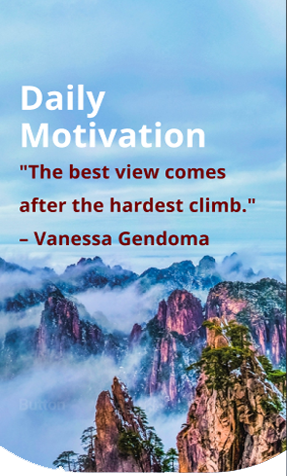 Daily
Motivation
"The best view comes
after the hardest climb."
– Vanessa Gendoma